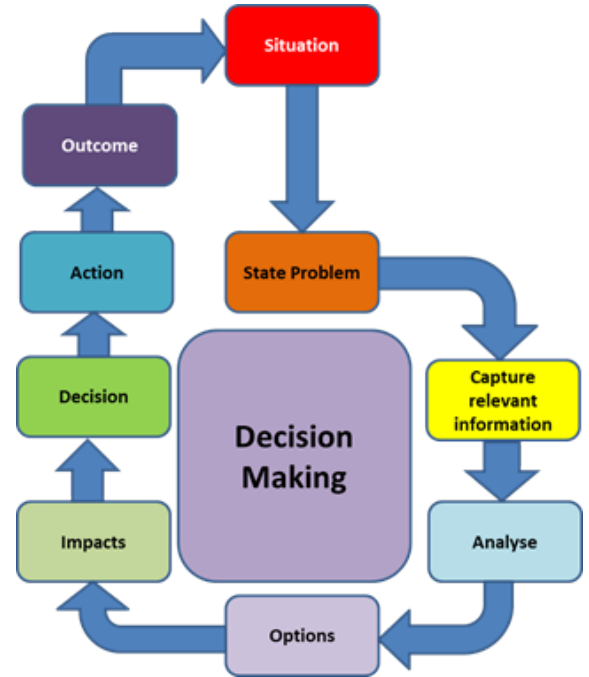 Situation
State Problem
Capture
relevant
information
Analyse
Options
Impacts
Decision
Action
Outcome
Decision
Making